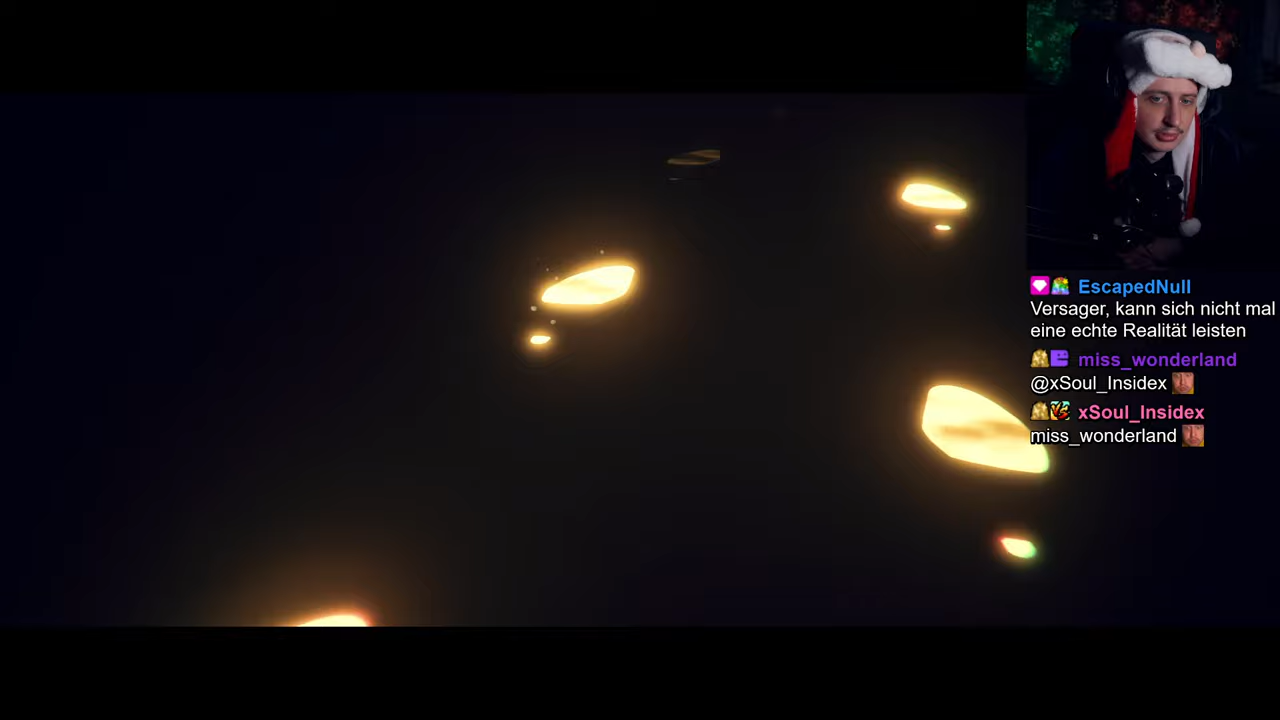 EscapedNull
Versager, kann sich nicht mal
eine echte Realität leisten
miss_wonderland
@xSoul_Insidex
xSoul_Insidex
miss_wonderland